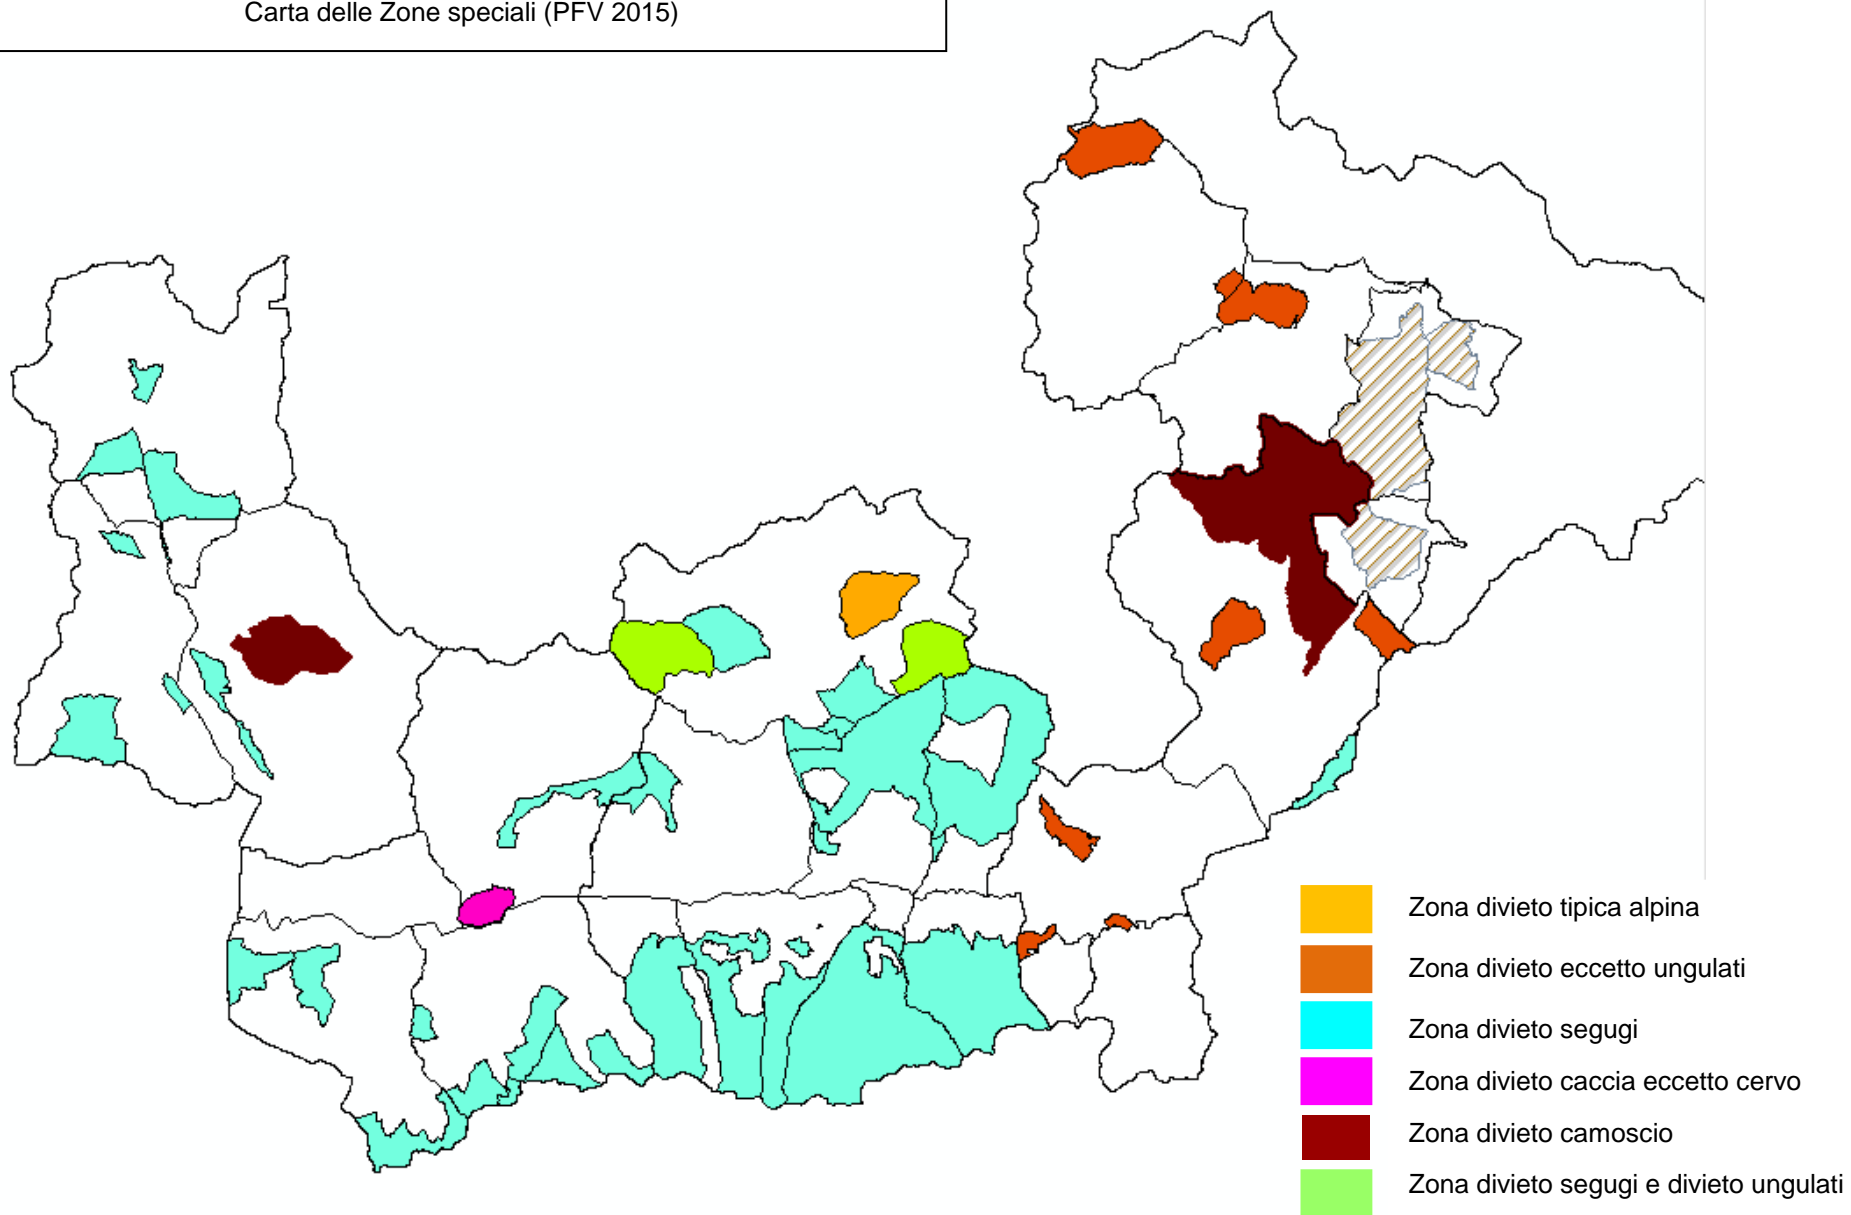 Carta delle Zone speciali (PFV 2015)
Zona divieto tipica alpina
Zona divieto eccetto ungulati
Zona divieto segugi
Zona divieto caccia eccetto cervo
Zona divieto camoscio
Zona divieto segugi e divieto ungulati